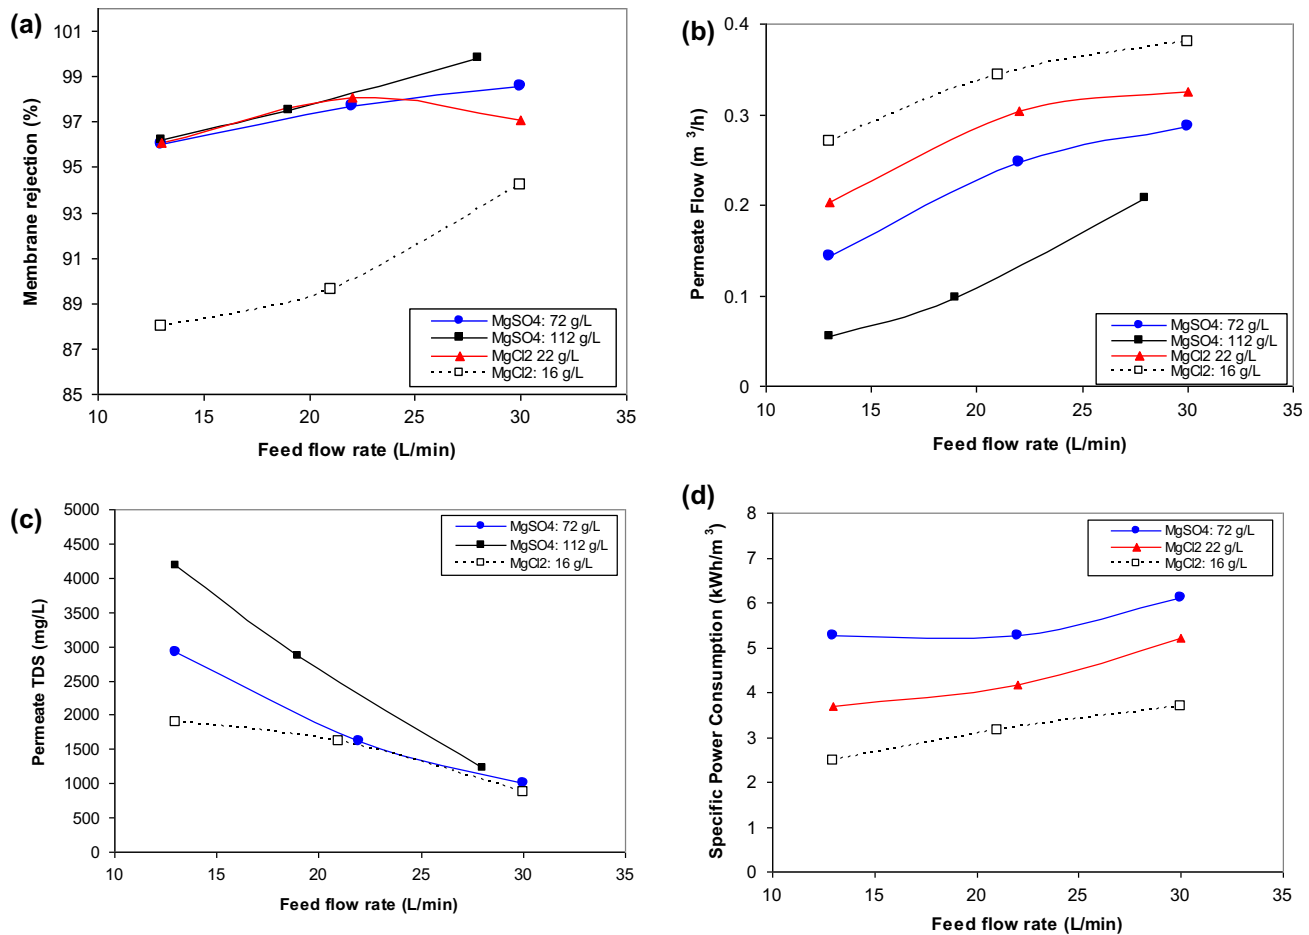 (a)
Membrane rejection (%)
101
99
97
95
93
91
89
87
85
10
15
20
25
30
35
Feed flow rate (L/min)
MgSO4: 72 g/L
MgSO4: 112 g/L
MgCl2 22 g/L
MgCl2: 16 g/L
(b)
Permeate Flow (m 3/h)
0.4
0.3
0.2
0.1
0
10
15
20
25
30
35
Feed flow rate (L/min)
MgSO4: 72 g/L
MgSO4: 112 g/L
MgCl2 22 g/L
MgCl2: 16 g/L
(c)
Permeate TDS (mg/L)
5000
4500
4000
3500
3000
2500
2000
1500
1000
500
0
10
15
20
25
30
35
Feed flow rate (L/min)
MgSO4: 72 g/L
MgSO4: 112 g/L
MgCl2: 16 g/L
(d)
Specific Power Consumption (kWh/m3)
8
7
6
5
4
3
2
1
0
10
15
20
25
30
35
Feed flow rate (L/min)
MgSO4: 72 g/L
MgCl2 22 g/L
MgCl2: 16 g/L